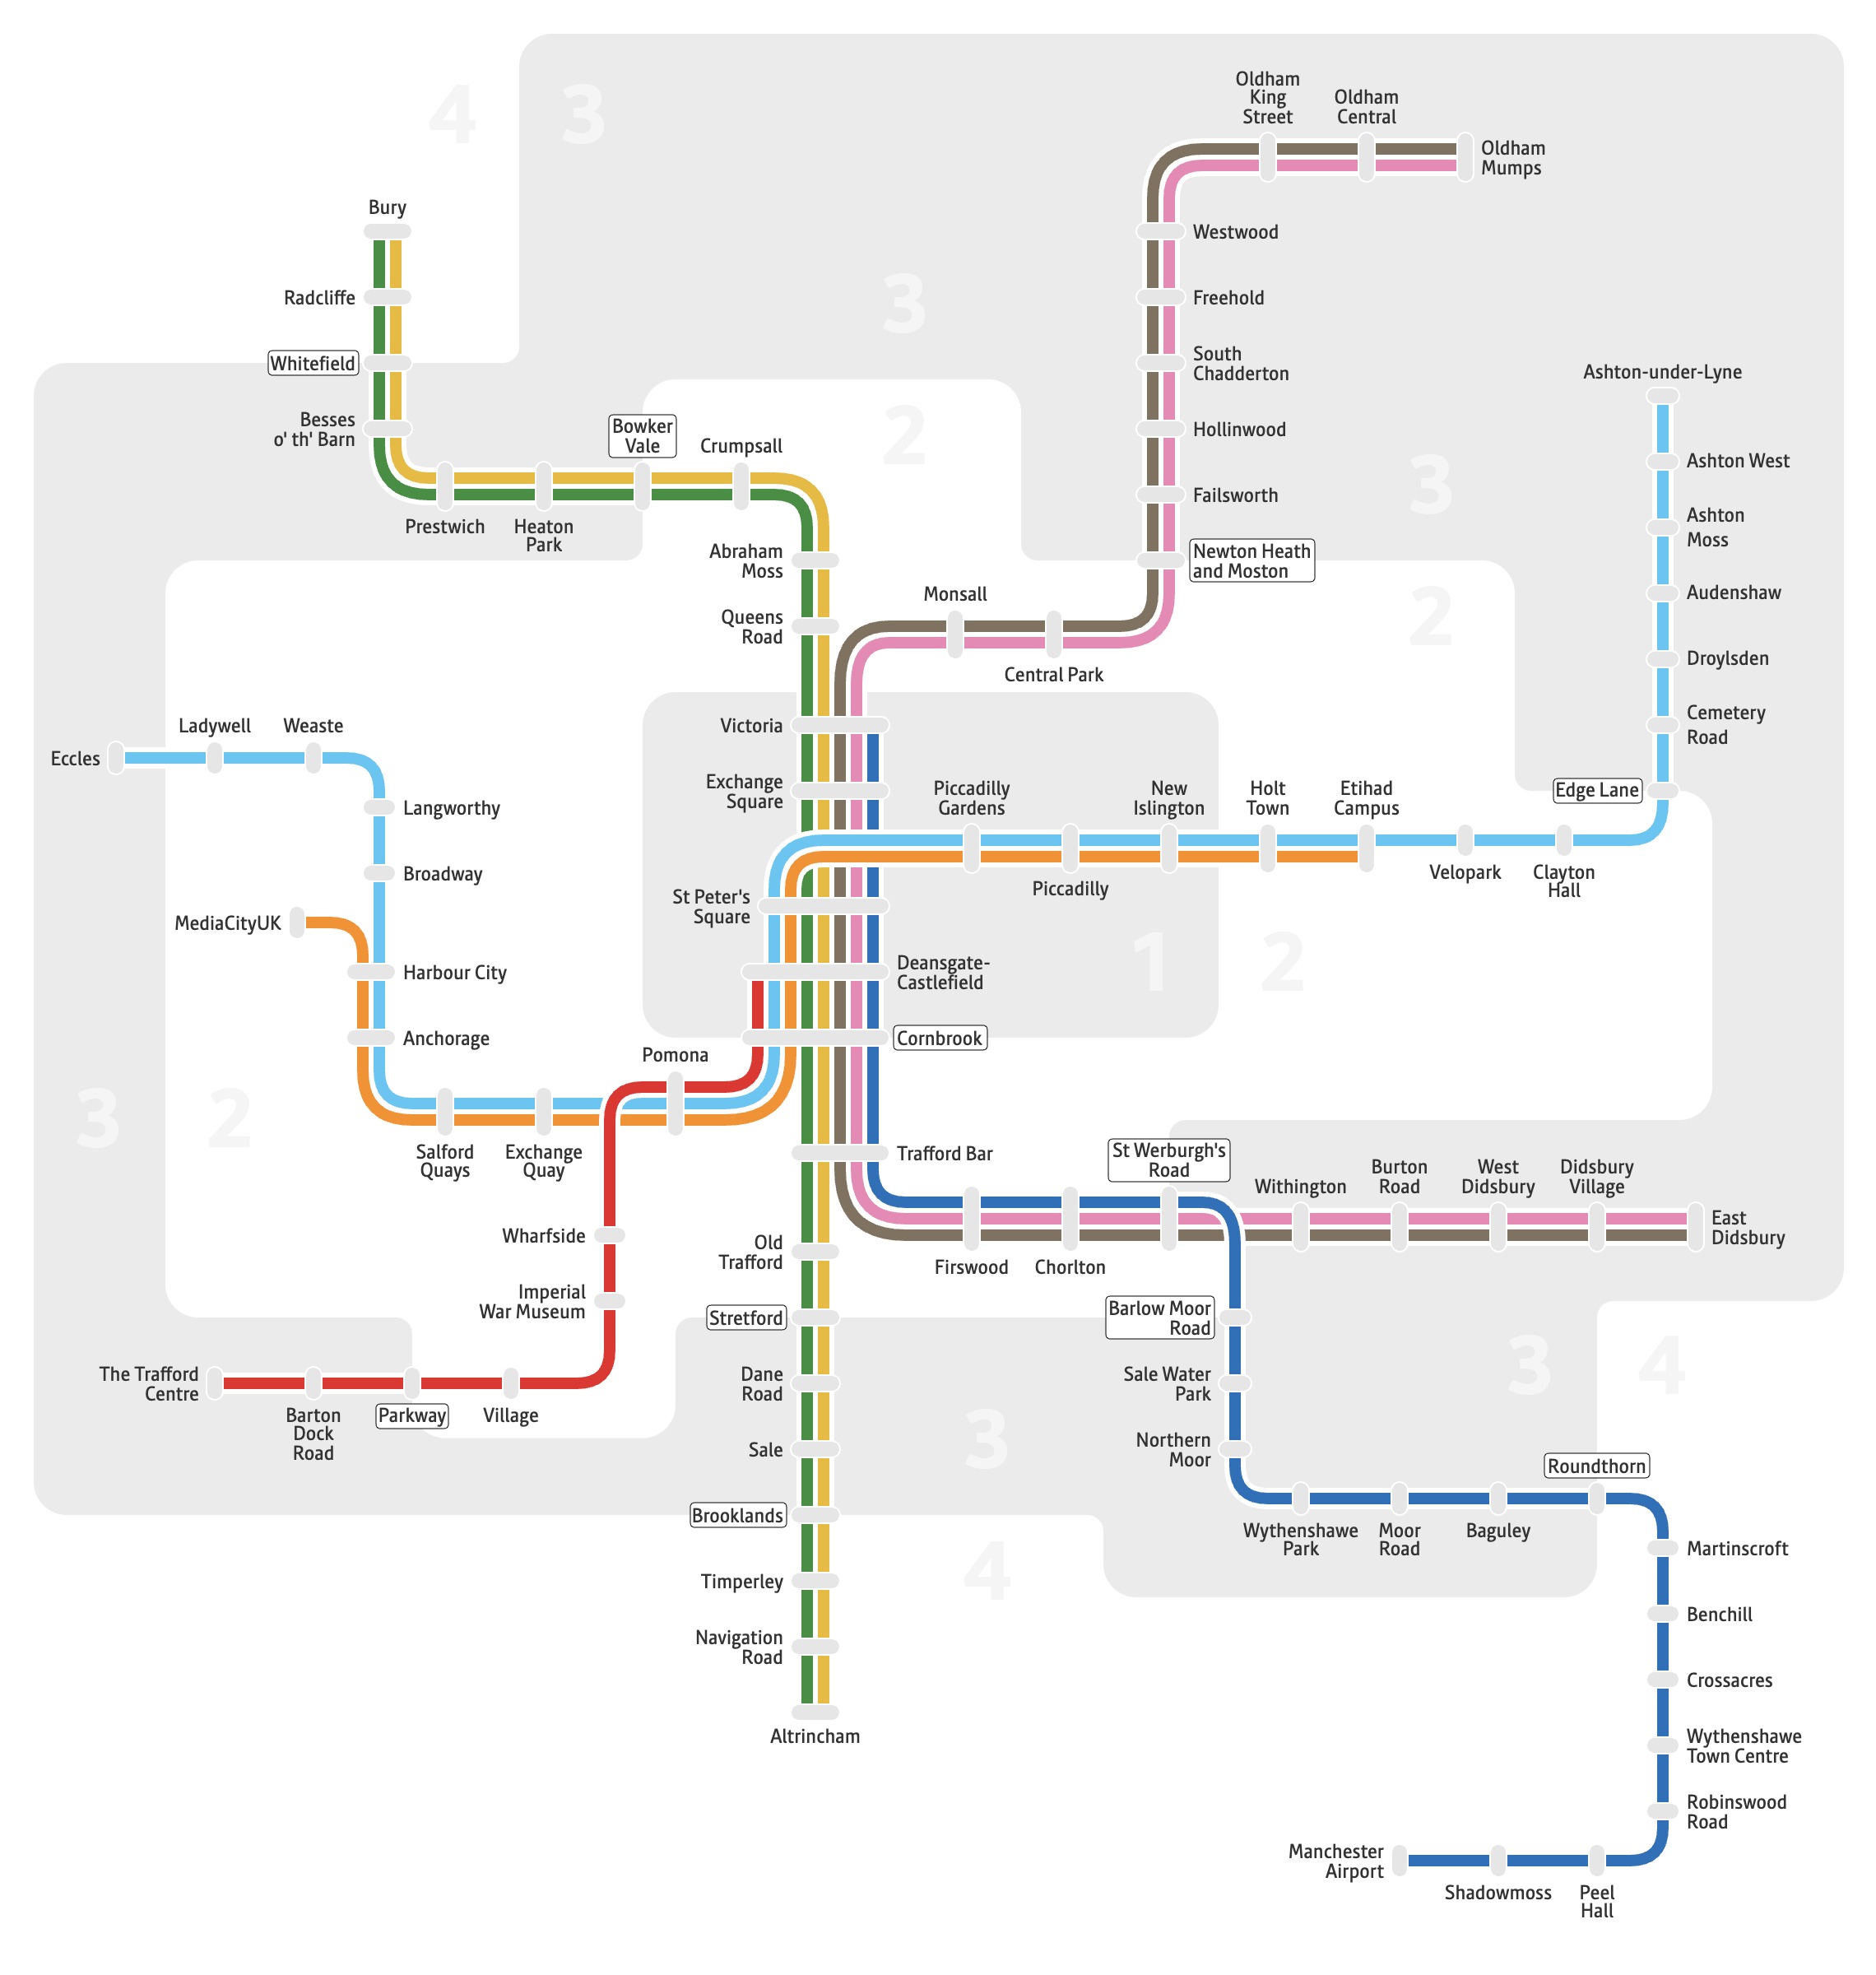 4
3
Oldham
King
Street
Oldham
Central
Oldham
Mumps
Bury
Westwood
Radcliffe
Freehold
3
Whitefield
South
Chadderton
Ashton-under-Lyne
Besses
o' th' Barn
Bowker
Vale
Crumpsall
2
Hollinwood
Ashton West
3
Failsworth
Prestwich
Heaton
Park
Ashton
Moss
Abraham
Moss
Newton Heath
and Moston
Audenshaw
Monsall
Queens
Road
2
Central Park
Droylsden
Ladywell
Weaste
Victoria
Cemetery
Road
Eccles
Exchange
Square
Piccadilly
Gardens
New
Islington
Holt
Town
Etihad
Campus
Edge Lane
Langworthy
Broadway
Piccadilly
Velopark
Clayton
Hall
St Peter's
Square
MediaCityUK
Harbour City
Deansgate-
Castlefield
1
2
Anchorage
Cornbrook
Pomona
3
2
Salford
Quays
Exchange
Quay
Trafford Bar
St Werburgh's
Road
Withington
Burton
Road
West
Didsbury
Didsbury
Village
East
Didsbury
Wharfside
Old
Trafford
Firswood
Chorlton
Imperial
War Museum
Stretford
Barlow Moor
Road
3
4
The Trafford
Centre
Barton
Dock
Road
Parkway
Village
Dane
Road
Sale Water
Park
Sale
3
Northern
Moor
Roundthorn
Brooklands
Wythenshawe
Park
Moor
Road
Baguley
Martinscroft
Timperley
4
Benchill
Navigation
Road
Crossacres
Altrincham
Wythenshawe
Town Centre
Robinswood
Road
Manchester
Airport
Shadowmoss
Peel
Hall